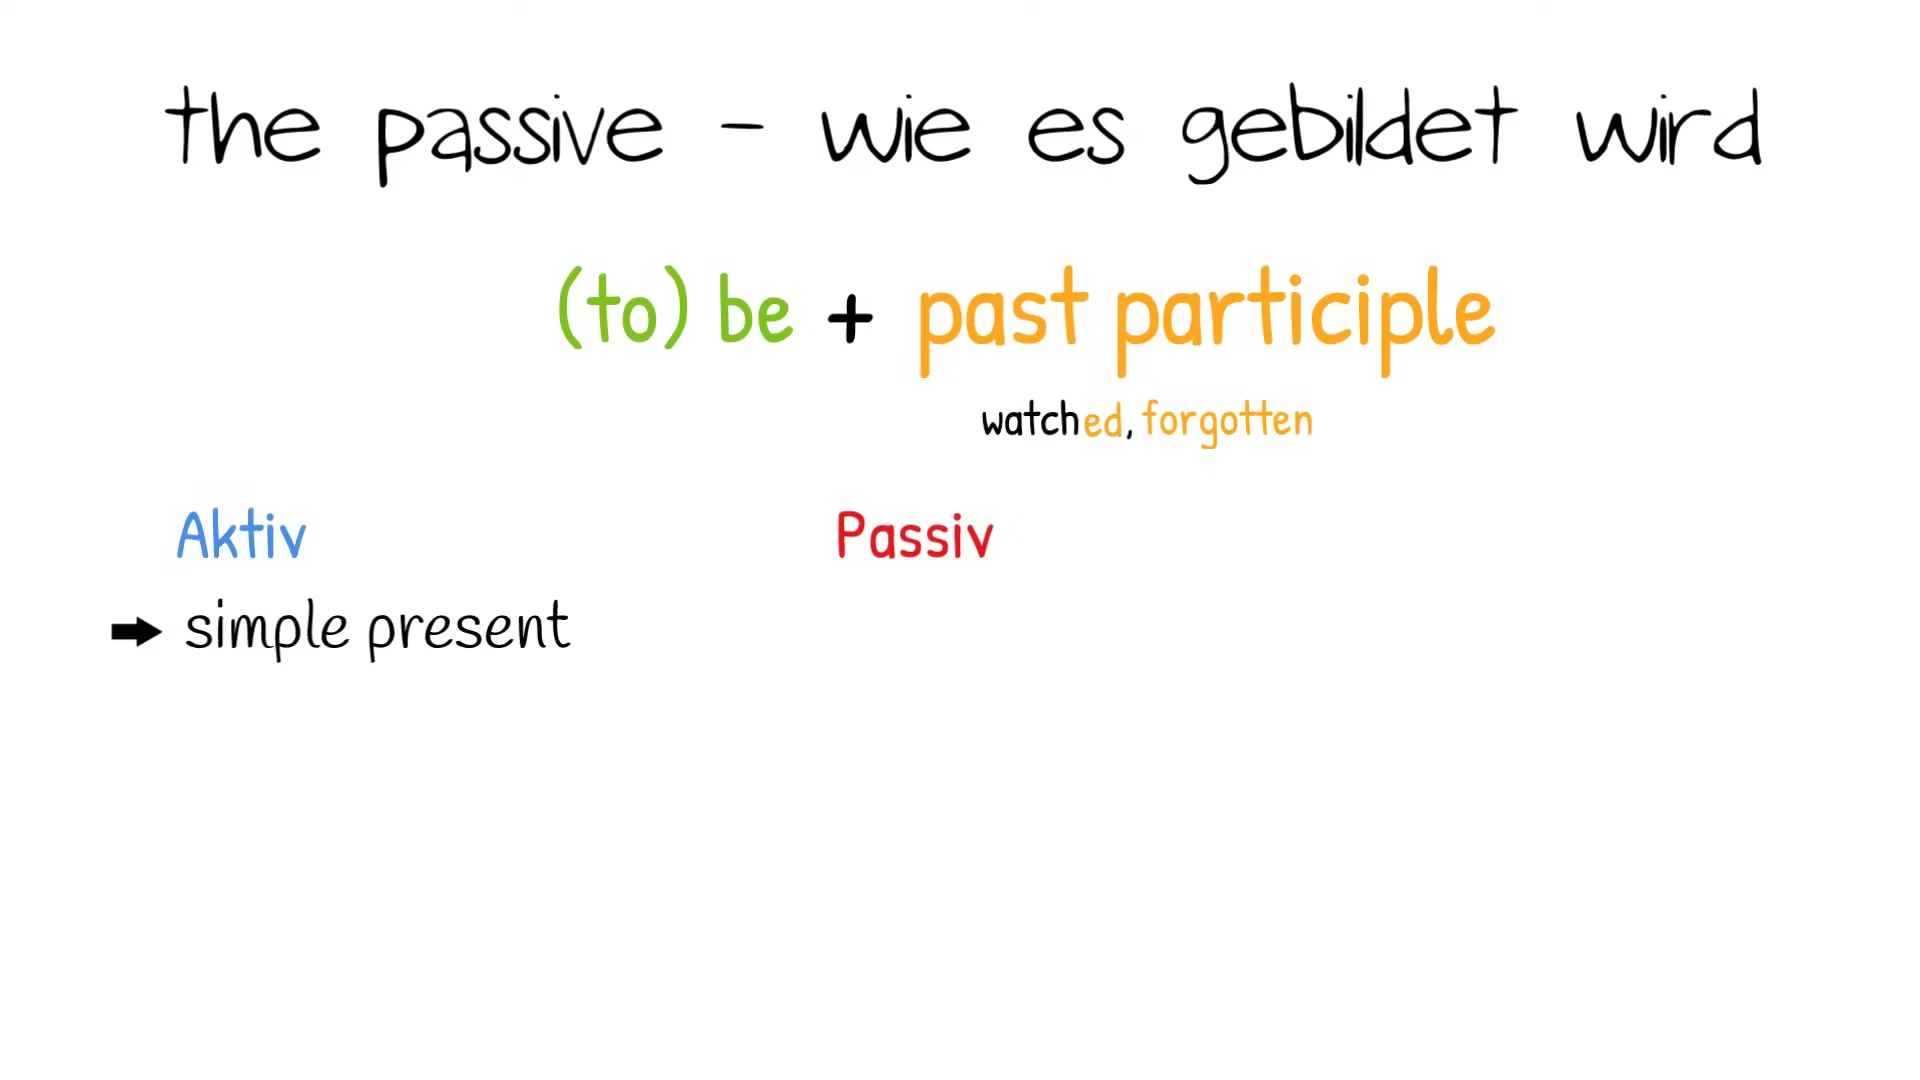 the passive - wie es gebildet wird
(to) be + past participle
watched, forgotten
Aktiv Passiv
➡ simple present